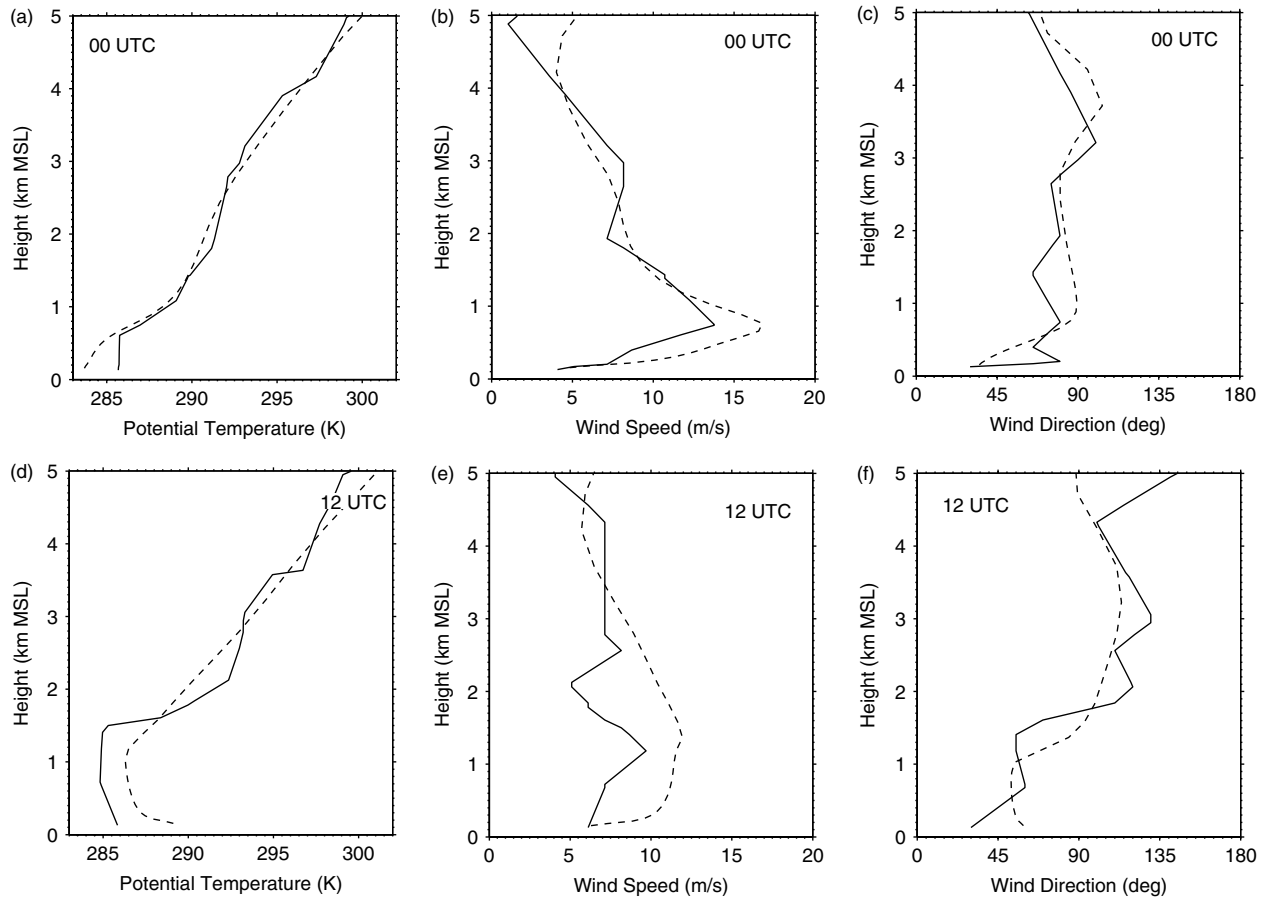 (a)
00 UTC
5
4
3
2
1
0
Height (km MSL)
285 290 295 300
Potential Temperature (K)
(b)
00 UTC
5
4
3
2
1
0
Height (km MSL)
0 5 10 15 20
Wind Speed (m/s)
(c)
00 UTC
5
4
3
2
1
0
Height (km MSL)
0 45 90 135 180
Wind Direction (deg)
(d)
12 UTC
5
4
3
2
1
0
Height (km MSL)
285 290 295 300
Potential Temperature (K)
(e)
12 UTC
5
4
3
2
1
0
Height (km MSL)
0 5 10 15 20
Wind Speed (m/s)
(f)
12 UTC
5
4
3
2
1
0
Height (km MSL)
0 45 90 135 180
Wind Direction (deg)